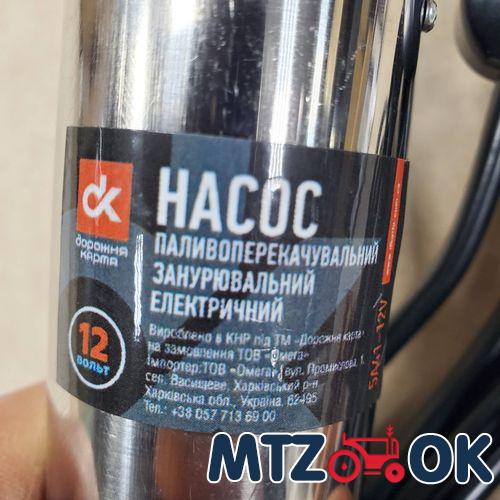 дк
дорожня
карта
12
ВОЛЬТ
НАСОС
ПАЛИВОПЕРЕКАЧУВАЛЬНИЙ
ЗАНУРЮВАЛЬНИЙ
ЕЛЕКТРИЧНИЙ
Вироблено в КНР під ТМ «Дорожня карта»
на замовлення ТОВ «Омега»
Імпортер:ТОВ «Омега», вул. Промислова, 1,
сел. Васищеве, Харківський р-н
Харківська обл., Україна, 62495
Тел.: +38 057 713 69 00
12V
MTZ OK